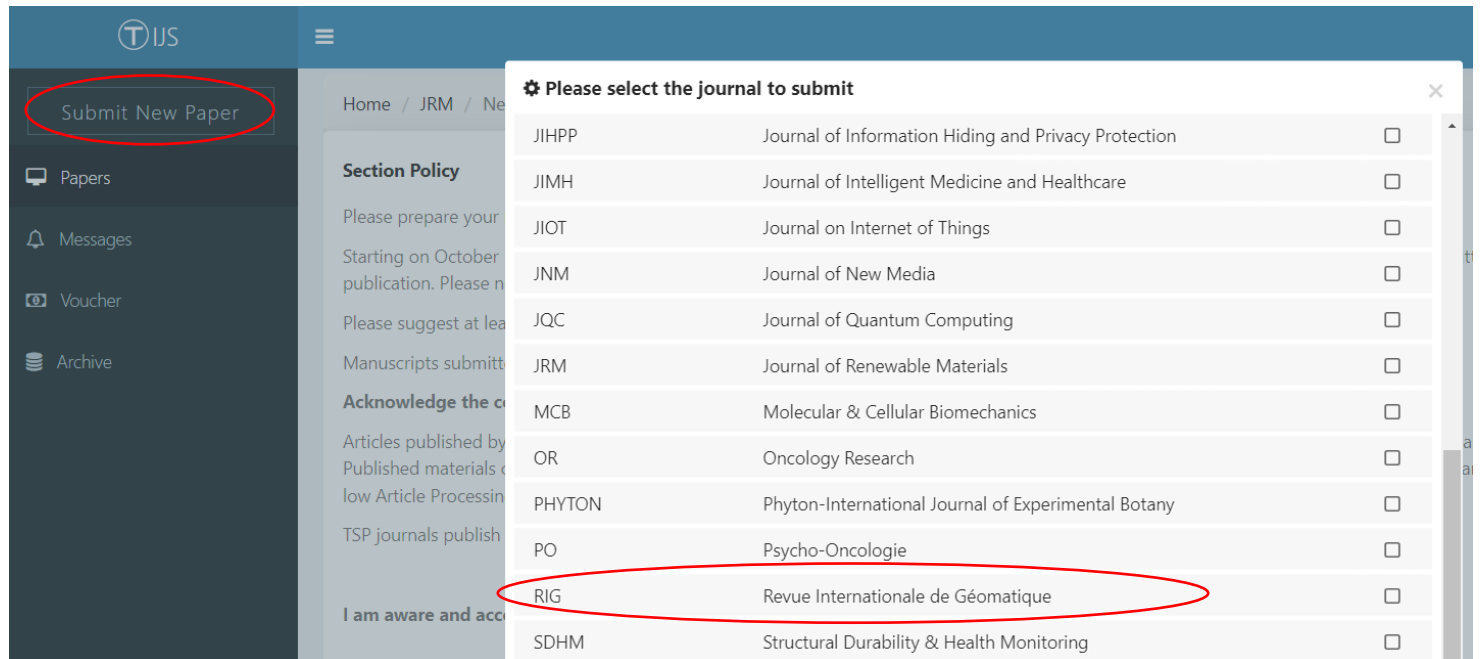 TIJS
Submit New Paper
Papers
Messages
Voucher
Archive
Home / JRM / Ne
Section Policy
Please prepare your
Starting on October
publication. Please n
Please suggest at lea
Manuscripts submitt
Acknowledge the c
Articles published by
Published materials
low Article Processin
TSP journals publish
I am aware and acc
Please select the journal to submit
JIHPP Journal of Information Hiding and Privacy Protection
JIMH Journal of Intelligent Medicine and Healthcare
JIOT Journal on Internet of Things
JNM Journal of New Media
JQC Journal of Quantum Computing
JRM Journal of Renewable Materials
MCB Molecular & Cellular Biomechanics
OR Oncology Research
PHYTON Phyton-International Journal of Experimental Botany
PO Psycho-Oncologie
RIG Revue Internationale de Géomatique
SDHM Structural Durability & Health Monitoring